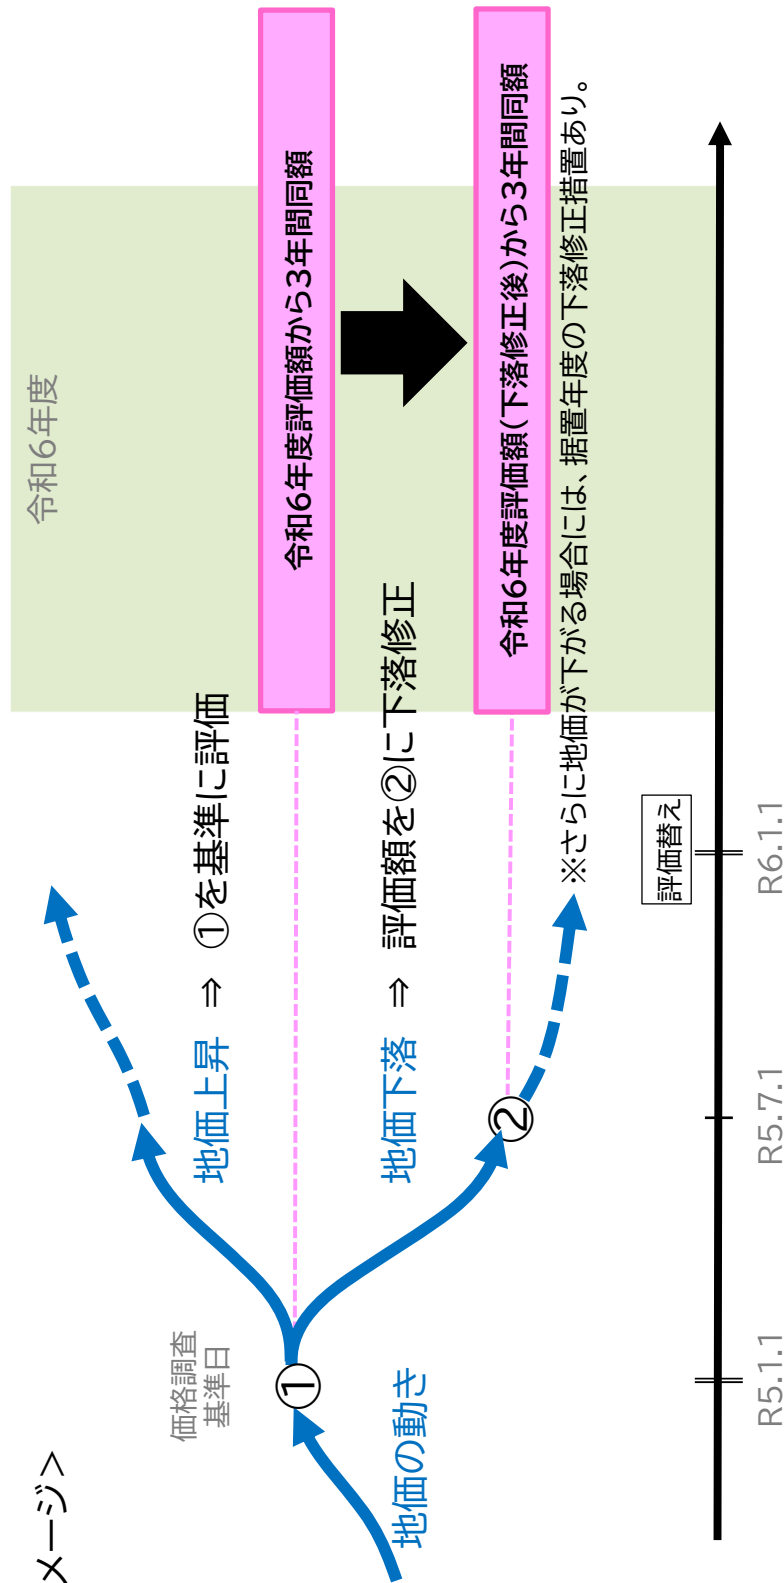 メージ>
価格調査
基準日
①
地価の動き
地価上昇 ⇒ ①を基準に評価
地価下落 ⇒ 評価額を②に下落修正
②
令和6年度
令和6年度評価額から3年間同額
令和6年度評価額(下落修正後)から3年間同額
※さらに地価が下がる場合には、据置年度の下落修正措置あり。
評価替え
R5.1.1
R5.7.1
R6.1.1